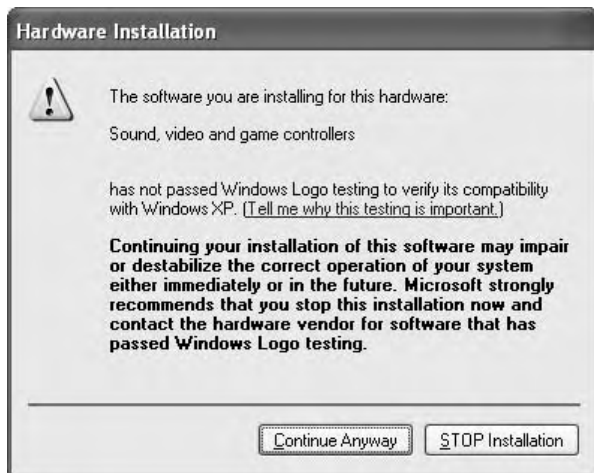 Hardware Installation
The software you are installing for this hardware:
Sound, video and game controllers
has not passed Windows Logo testing to verify its compatibility
with Windows XP. (Tell me why this testing is important.)
Continuing your installation of this software may impair
or destabilize the correct operation of your system
either immediately or in the future. Microsoft strongly
recommends that you stop this installation now and
contact the hardware vendor for software that has
passed Windows Logo testing.
Continue Anyway
STOP Installation